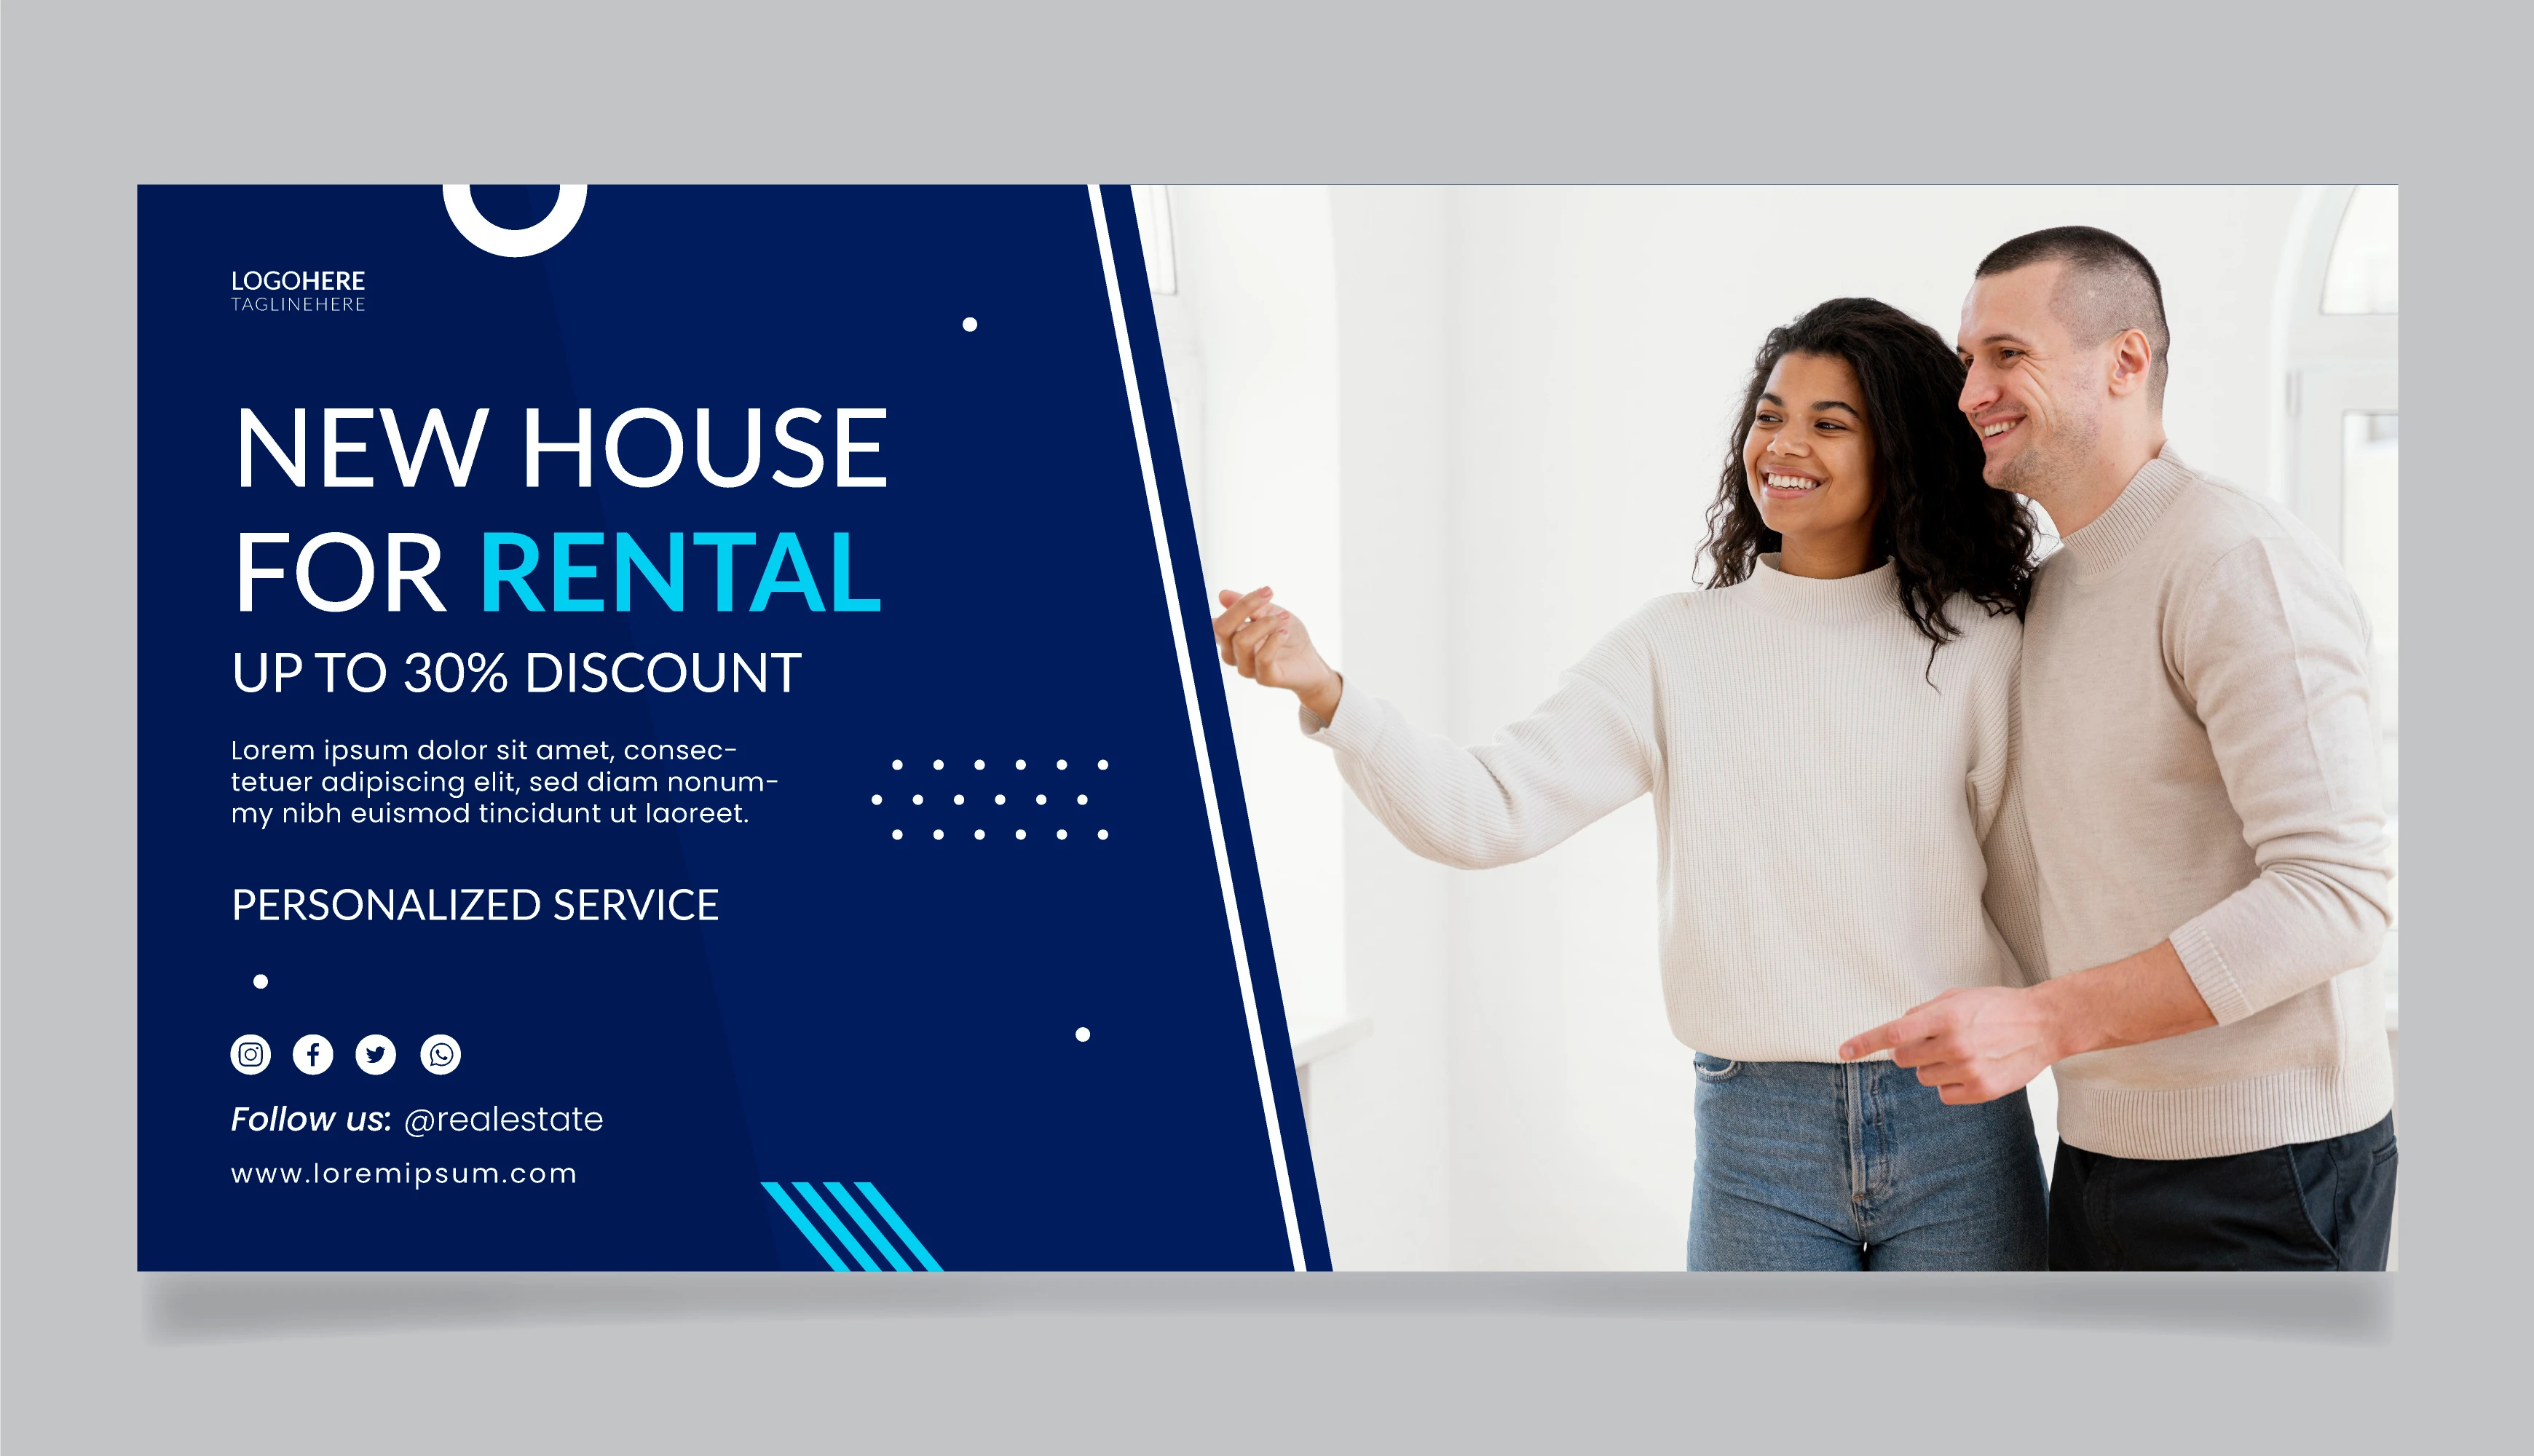 LOGOHERE
TAGLINEHERE
NEW HOUSE
FOR RENTAL
UP TO 30% DISCOUNT
Lorem ipsum dolor sit amet, consec-
tetuer adipiscing elit, sed diam nonum-
my nibh euismod tincidunt ut laoreet.
PERSONALIZED SERVICE
Follow us: @realestate
www.loremipsum.com